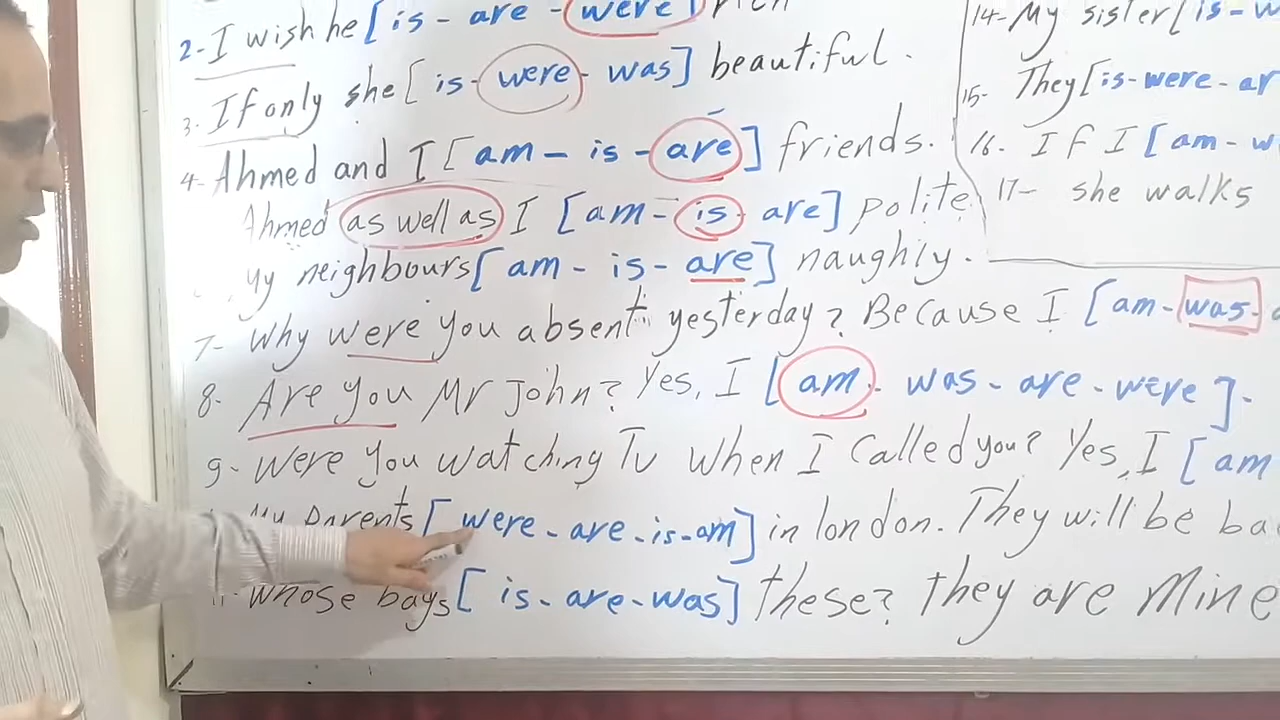 2- I wish he [is - are - were] rich
3. If only she [is - were - was] beautiful.
4- Ahmed and I [am - is - are] friends.
Ahmed as well as I [am - is - are] polite
My neighbours [am - is - are] naughly.
7- Why were you absent yesterday? Because I [am - was -
8. Are you Mr John? Yes, I [am - was - are - were].
9- Were you watching Tv when I called you? Yes, I [am
My parents [were - are - is - am] in london. They will be ba
11. Whose bags [is - are - was] these? they are Mine
14- My sister [is - w
15- They [is - were - ar
16. If I [am - w
17- she walks